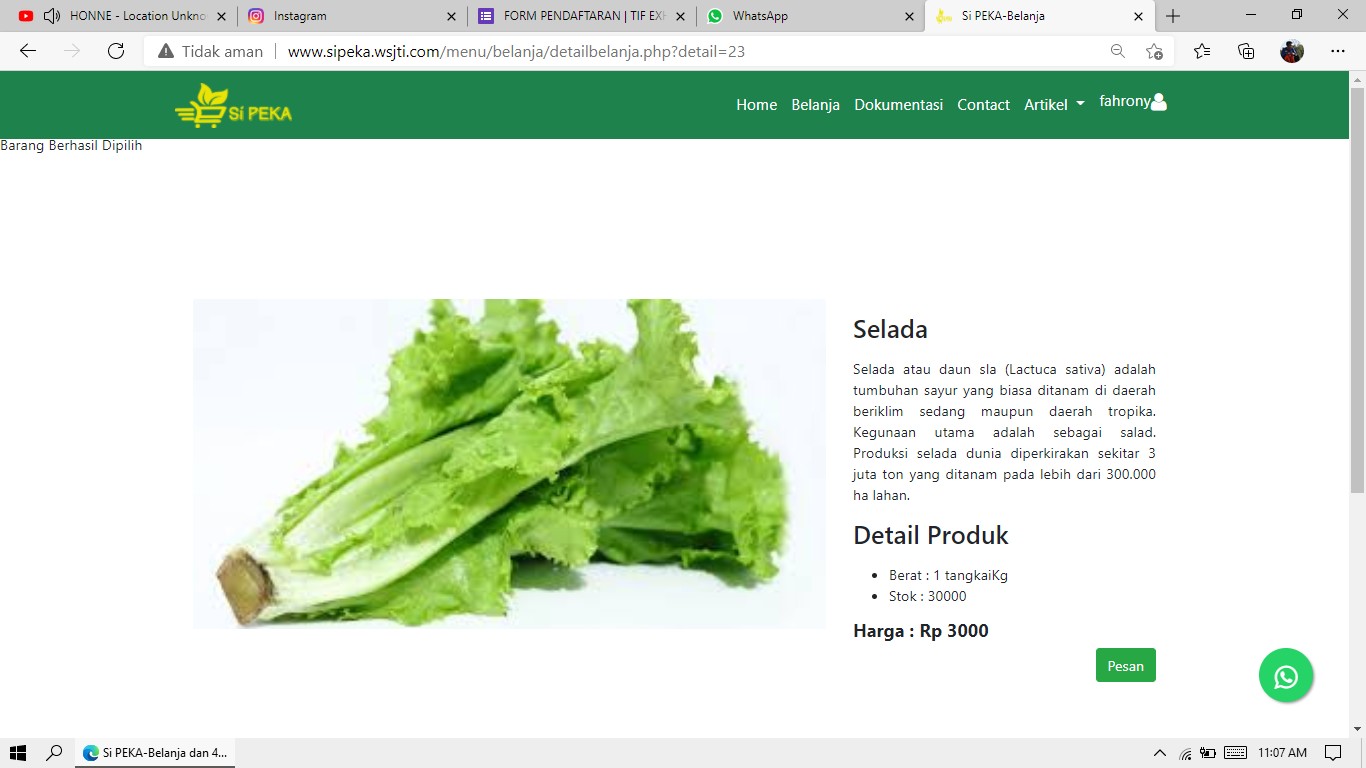 HONNE - Location Unkno
Instagram
FORM PENDAFTARAN | TIF EXH
WhatsApp
Si PEKA-Belanja
Tidak aman
www.sipeka.wsjti.com/menu/belanja/detailbelanja.php?detail=23
Si PEKA
Home
Belanja
Dokumentasi
Contact
Artikel
fahrony
Barang Berhasil Dipilih
Selada
Selada atau daun sla (Lactuca sativa) adalah
tumbuhan sayur yang biasa ditanam di daerah
beriklim sedang maupun daerah tropika.
Kegunaan utama adalah sebagai salad.
Produksi selada dunia diperkirakan sekitar 3
juta ton yang ditanam pada lebih dari 300.000
ha lahan.
Detail Produk
Berat : 1 tangkaiKg
Stok : 30000
Harga : Rp 3000
Pesan
Si PEKA-Belanja dan 4...
11:07 AM